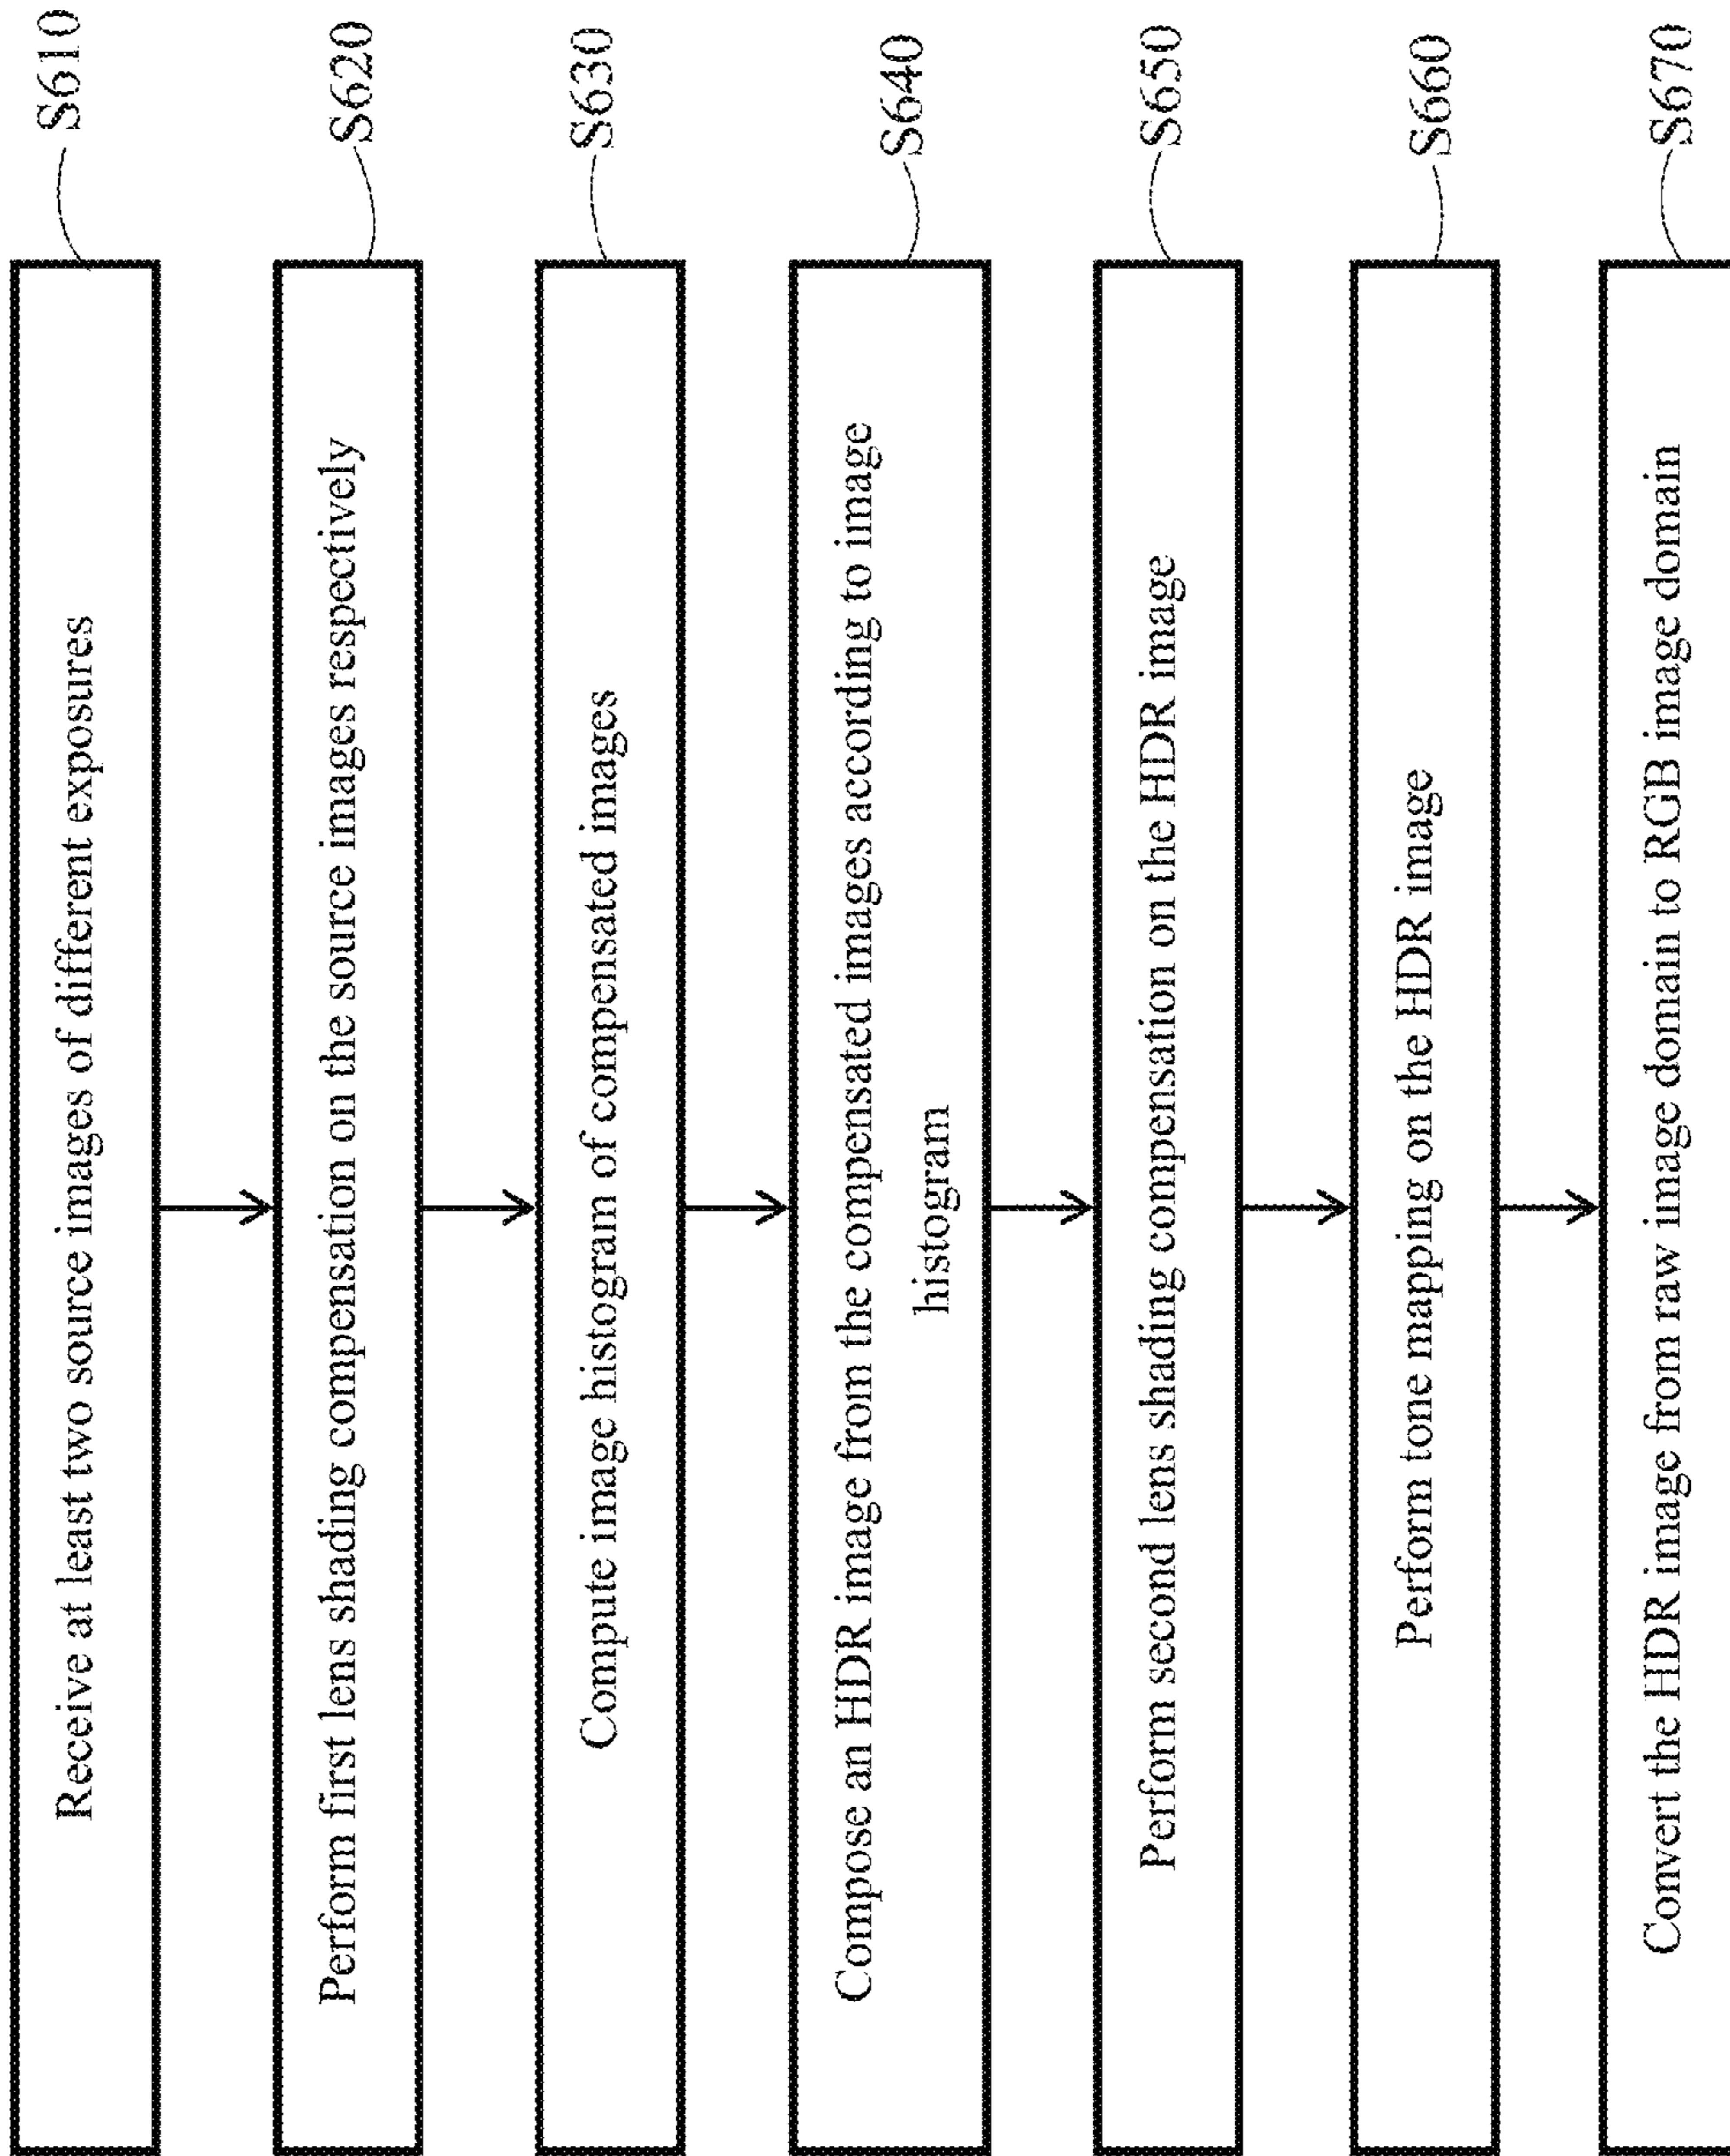 Receive at least two source images of different exposures
S610
Perform first lens shading compensation on the source images respectively
S620
Compute image histogram of compensated images
S630
Compose an HDR image from the compensated images according to image
histogram
S640
Perform second lens shading compensation on the HDR image
S650
Perform tone mapping on the HDR image
S660
Convert the HDR image from raw image domain to RGB image domain
S670